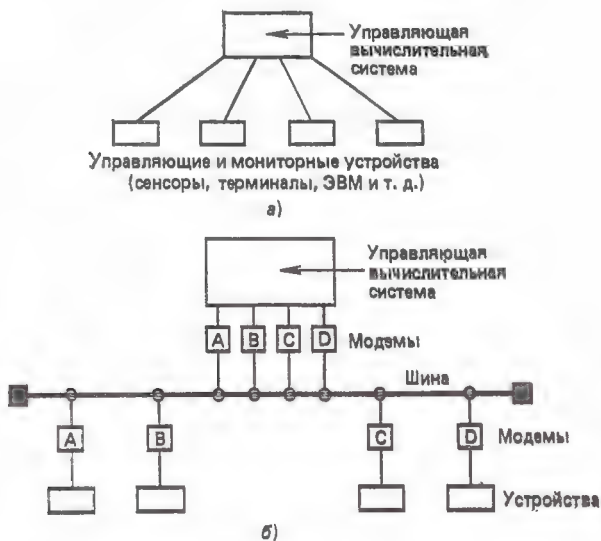 Управляющая
вычислительная
система
Управляющие и мониторные устройства
(сенсоры, терминалы, ЭВМ и т. д.)
а)
Управляющая
вычислительная
система
A B C D Модемы
Шина
A B C D Модемы
Устройства
б)